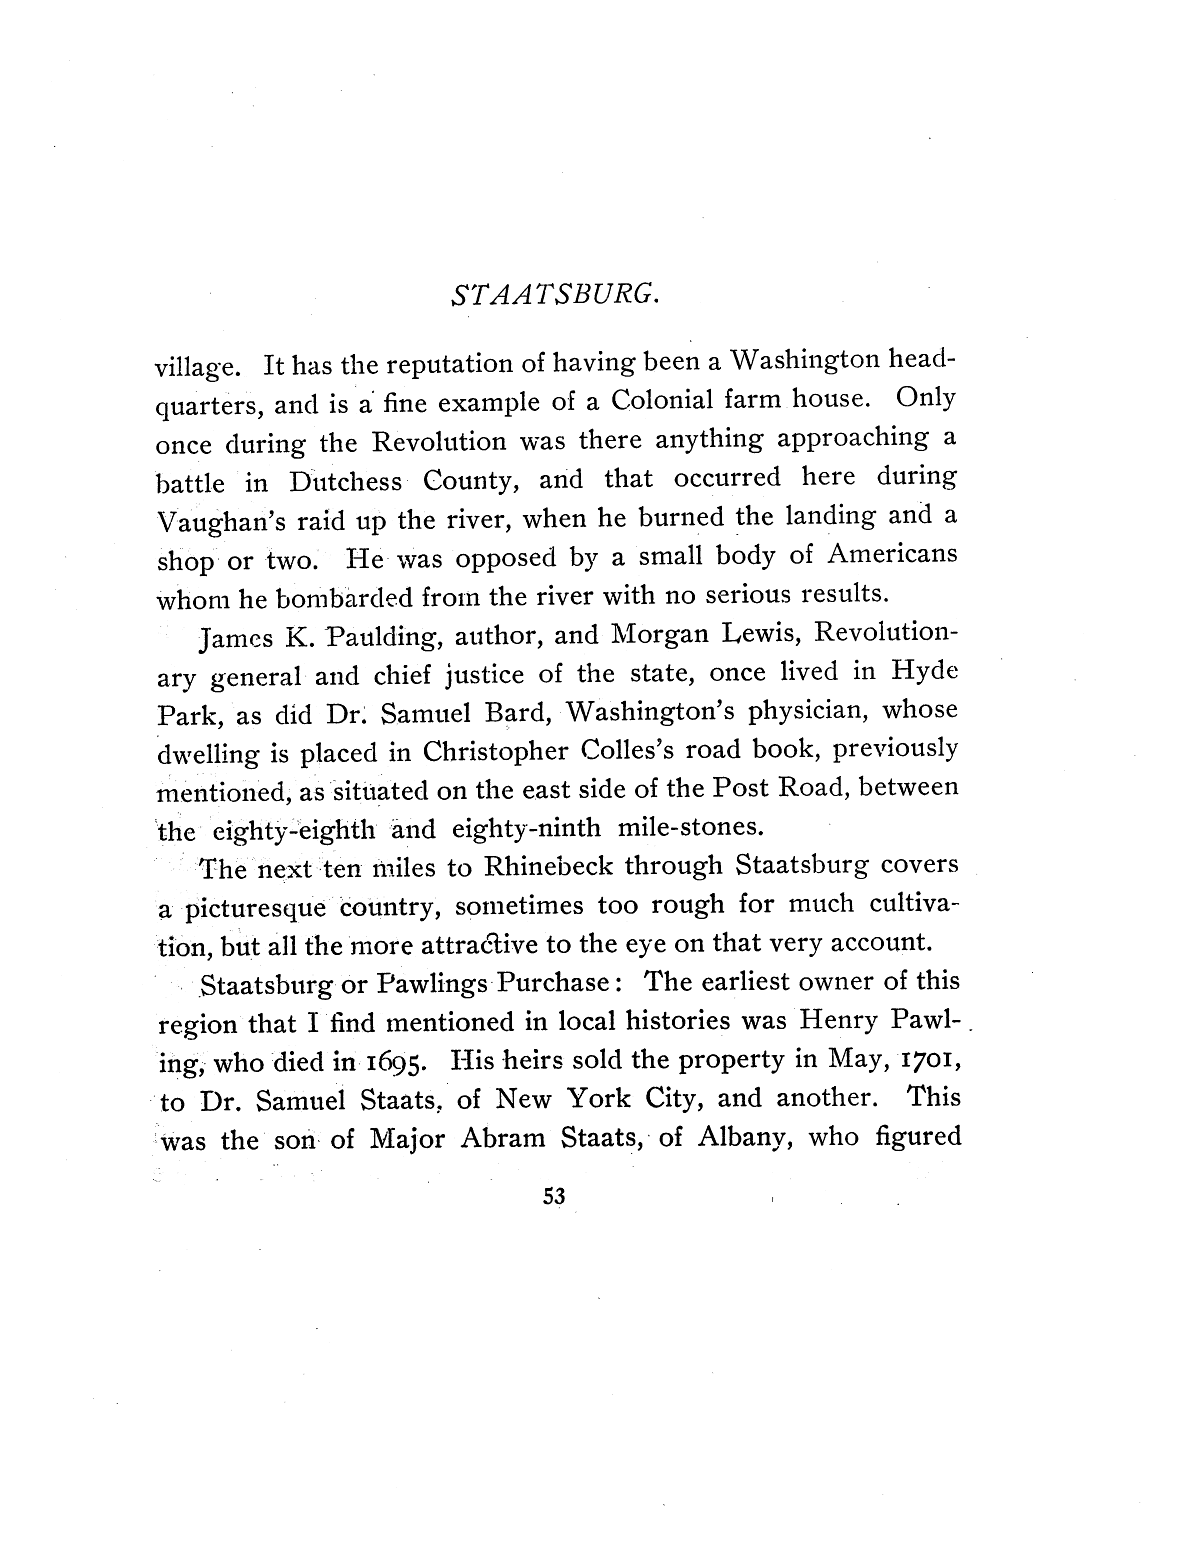 STAATSBURG.
village. It has the reputation of having been a Washington head-
quarters, and is a fine example of a Colonial farm house. Only
once during the Revolution was there anything approaching a
battle in Dutchess County, and that occurred here during
Vaughan's raid up the river, when he burned the landing and a
shop or two. He was opposed by a small body of Americans
whom he bombarded from the river with no serious results.
James K. Paulding, author, and Morgan Lewis, Revolution-
ary general and chief justice of the state, once lived in Hyde
Park, as did Dr. Samuel Bard, Washington's physician, whose
dwelling is placed in Christopher Colles's road book, previously
mentioned, as situated on the east side of the Post Road, between
the eighty-eighth and eighty-ninth mile-stones.
The next ten miles to Rhinebeck through Staatsburg covers
a picturesque country, sometimes too rough for much cultiva-
tion, but all the more attractive to the eye on that very account.
Staatsburg or Pawlings Purchase: The earliest owner of this
region that I find mentioned in local histories was Henry Pawl-
ing, who died in 1695. His heirs sold the property in May, 1701,
to Dr. Samuel Staats, of New York City, and another. This
was the son of Major Abram Staats, of Albany, who figured
53